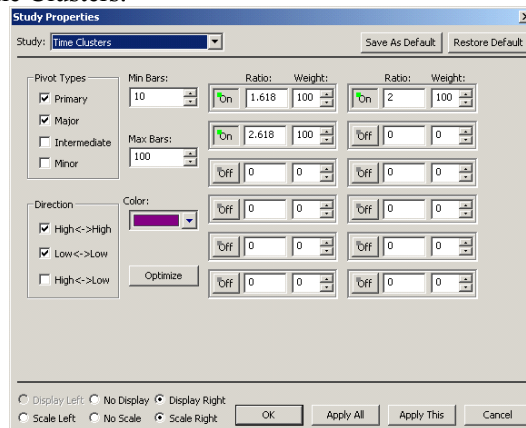 Study Properties
Study: Time Clusters Save As Default Restore Default
Pivot Types Min Bars: Ratio: Weight: Ratio: Weight:
Primary 10 On 1.618 100 On 2 100
Major On 2.618 100 Off 0 0
Intermediate Max Bars:
Minor 100 Off 0 0 Off 0 0
Direction Color: Off 0 0 Off 0 0
High<->High
Low<->Low Off 0 0 Off 0 0
High<->Low Optimize Off 0 0 Off 0 0
Display Left No Display Display Right
Scale Left No Scale Scale Right OK Apply All Apply This Cancel